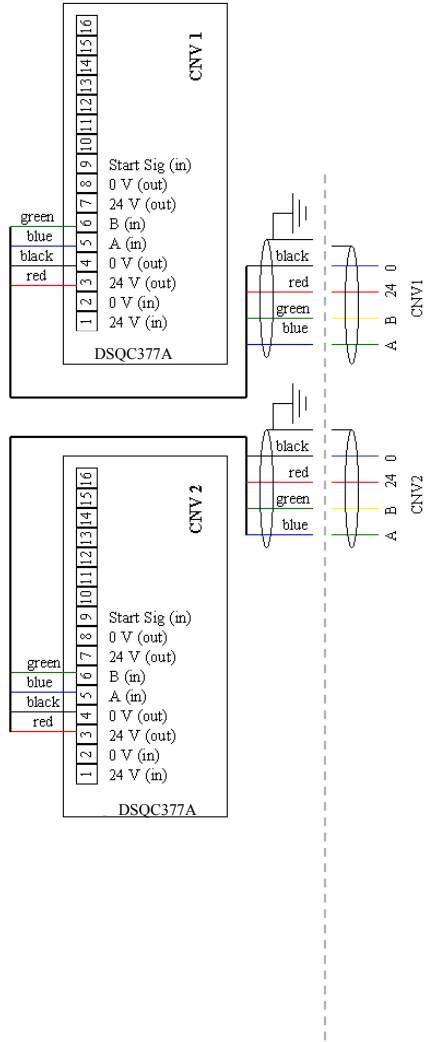 CNV 1
16
15
14
13
12
11
10
9 Start Sig (in)
8 0 V (out)
7 24 V (out)
green 6 B (in)
blue 5 A (in)
black 4 0 V (out)
red 3 24 V (out)
2 0 V (in)
1 24 V (in)
DSQC377A
black 0
red 24
green B
blue A
CNV1
black 0
red 24
green B
blue A
CNV2
CNV 2
16
15
14
13
12
11
10
9 Start Sig (in)
8 0 V (out)
7 24 V (out)
green 6 B (in)
blue 5 A (in)
black 4 0 V (out)
red 3 24 V (out)
2 0 V (in)
1 24 V (in)
DSQC377A